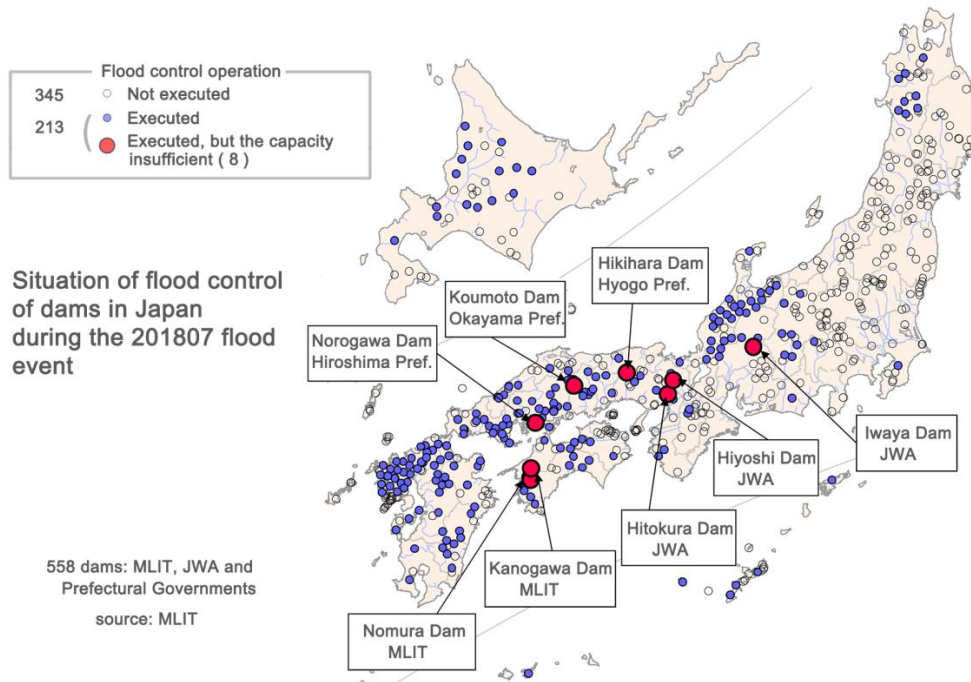 Flood control operation
345 Not executed
213 Executed
Executed, but the capacity
insufficient ( 8 )
Situation of flood control
of dams in Japan
during the 201807 flood
event
Hikihara Dam
Hyogo Pref.
Koumoto Dam
Okayama Pref.
Norogawa Dam
Hiroshima Pref.
Iwaya Dam
JWA
Hiyoshi Dam
JWA
Hitokura Dam
JWA
Kanogawa Dam
MLIT
Nomura Dam
MLIT
558 dams: MLIT, JWA and
Prefectural Governments
source: MLIT